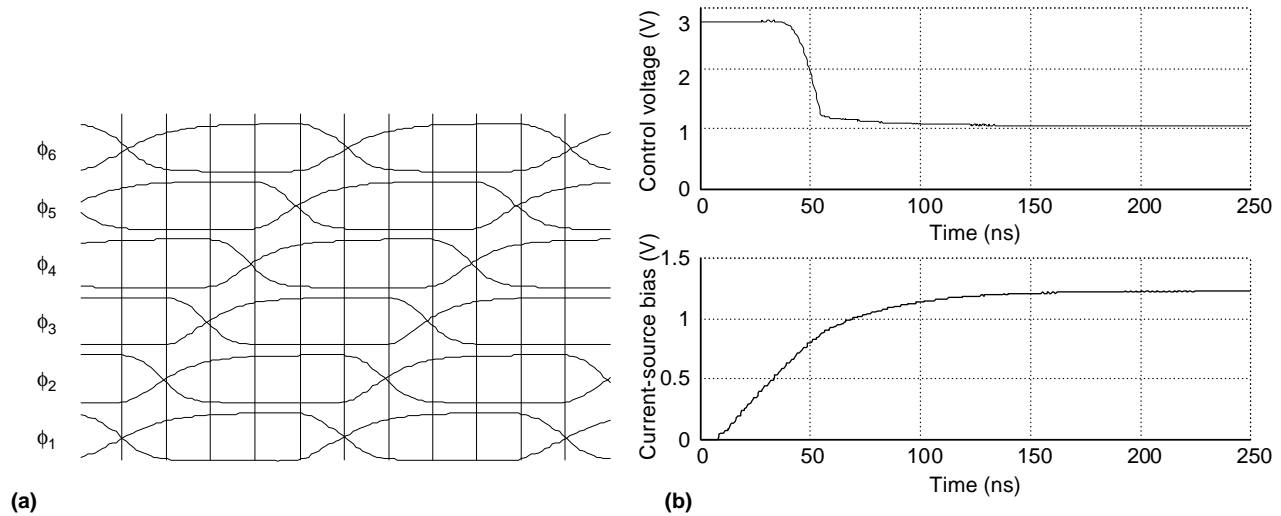 ϕ6
ϕ5
ϕ4
ϕ3
ϕ2
ϕ1
(a)
Control voltage (V)
3
2
1
0
0 50 100 150 200 250
Time (ns)
Current-source bias (V)
1.5
1
0.5
0
0 50 100 150 200 250
Time (ns)
(b)